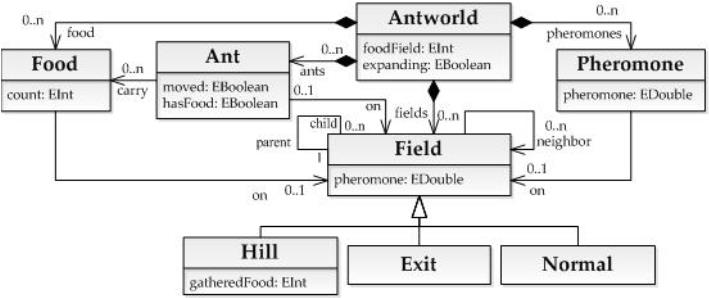 Antworld
foodField: EInt
expanding: EBoolean
0..n
food
0..n
pheromones
0..n
ants
fields
0..n
Food
count: EInt
0..n
carry
Ant
moved: EBoolean
hasFood: EBoolean
0..1
on
Pheromone
pheromone: EDouble
child
0..n
parent
1
0..n
neighbor
Field
pheromone: EDouble
on
0..1
0..1
on
Hill
gatheredFood: EInt
Exit
Normal